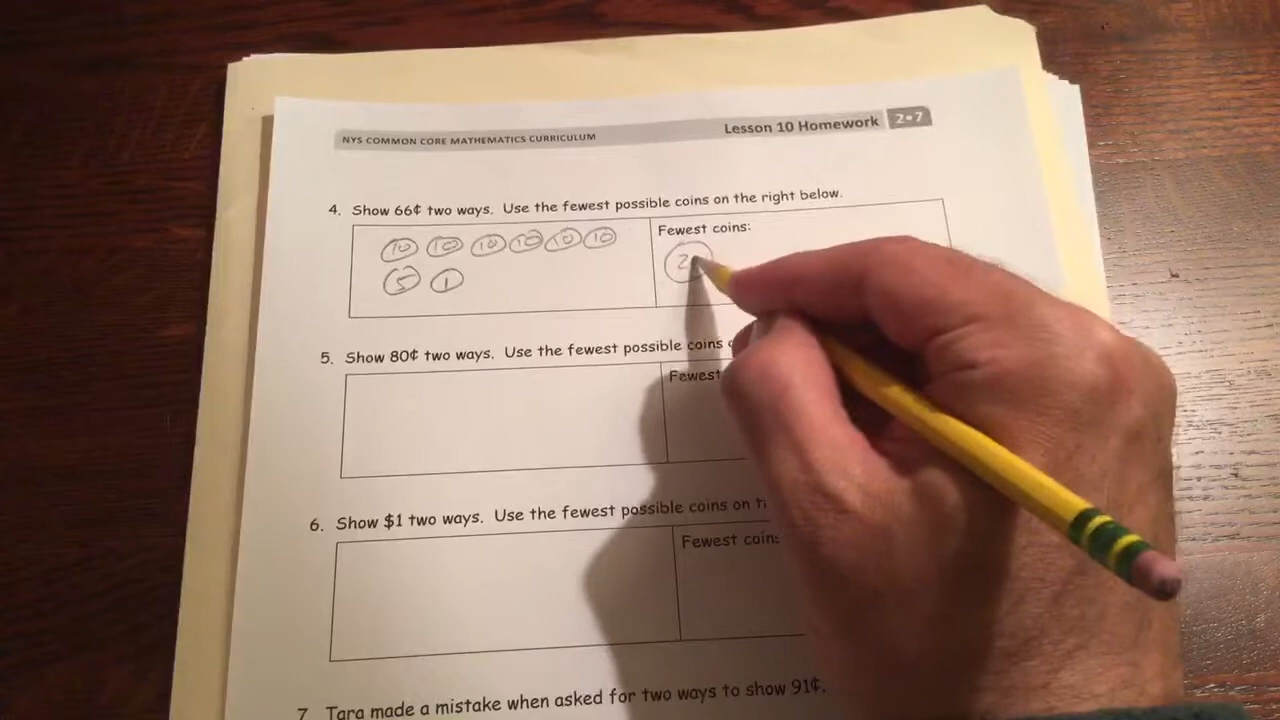 NYS COMMON CORE MATHEMATICS CURRICULUM Lesson 10 Homework 2•7
4. Show 66¢ two ways. Use the fewest possible coins on the right below.
Fewest coins:
10 10 10 10 10 10
5 1
2
5. Show 80¢ two ways. Use the fewest possible coins
Fewest
6. Show $1 two ways. Use the fewest possible coins on
Fewest coins
7 Tara made a mistake when asked for two ways to show 91¢.